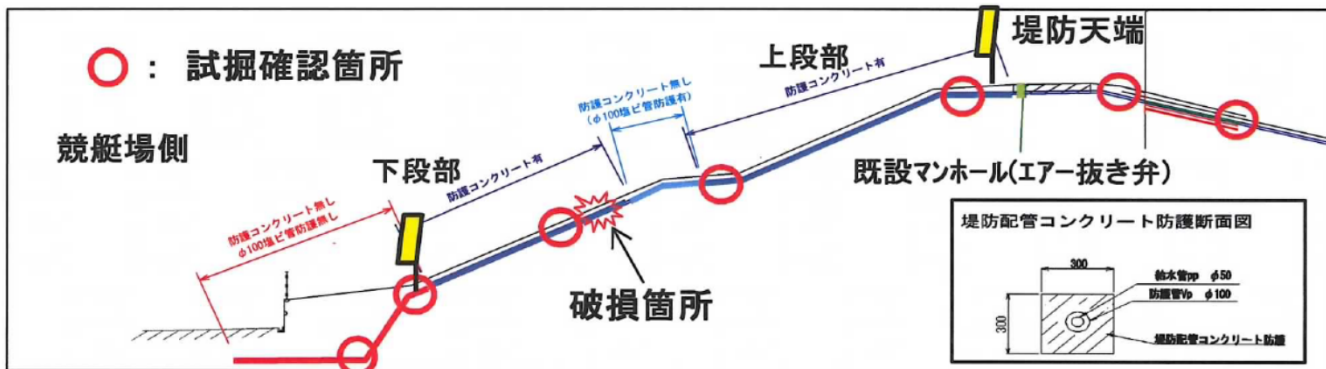 ：　試掘確認箇所
競艇場側
下段部
上段部
堤防天端
防護コンクリート無し
（φ100塩ビ管防護有）
防護コンクリート有
防護コンクリート有
防護コンクリート無し
φ100塩ビ管防護無し
破損箇所
既設マンホール(エアー抜き弁)
堤防配管コンクリート防護断面図
300
300
給水管pp　φ50
防護管Vp　φ100
堤防配管コンクリート防護